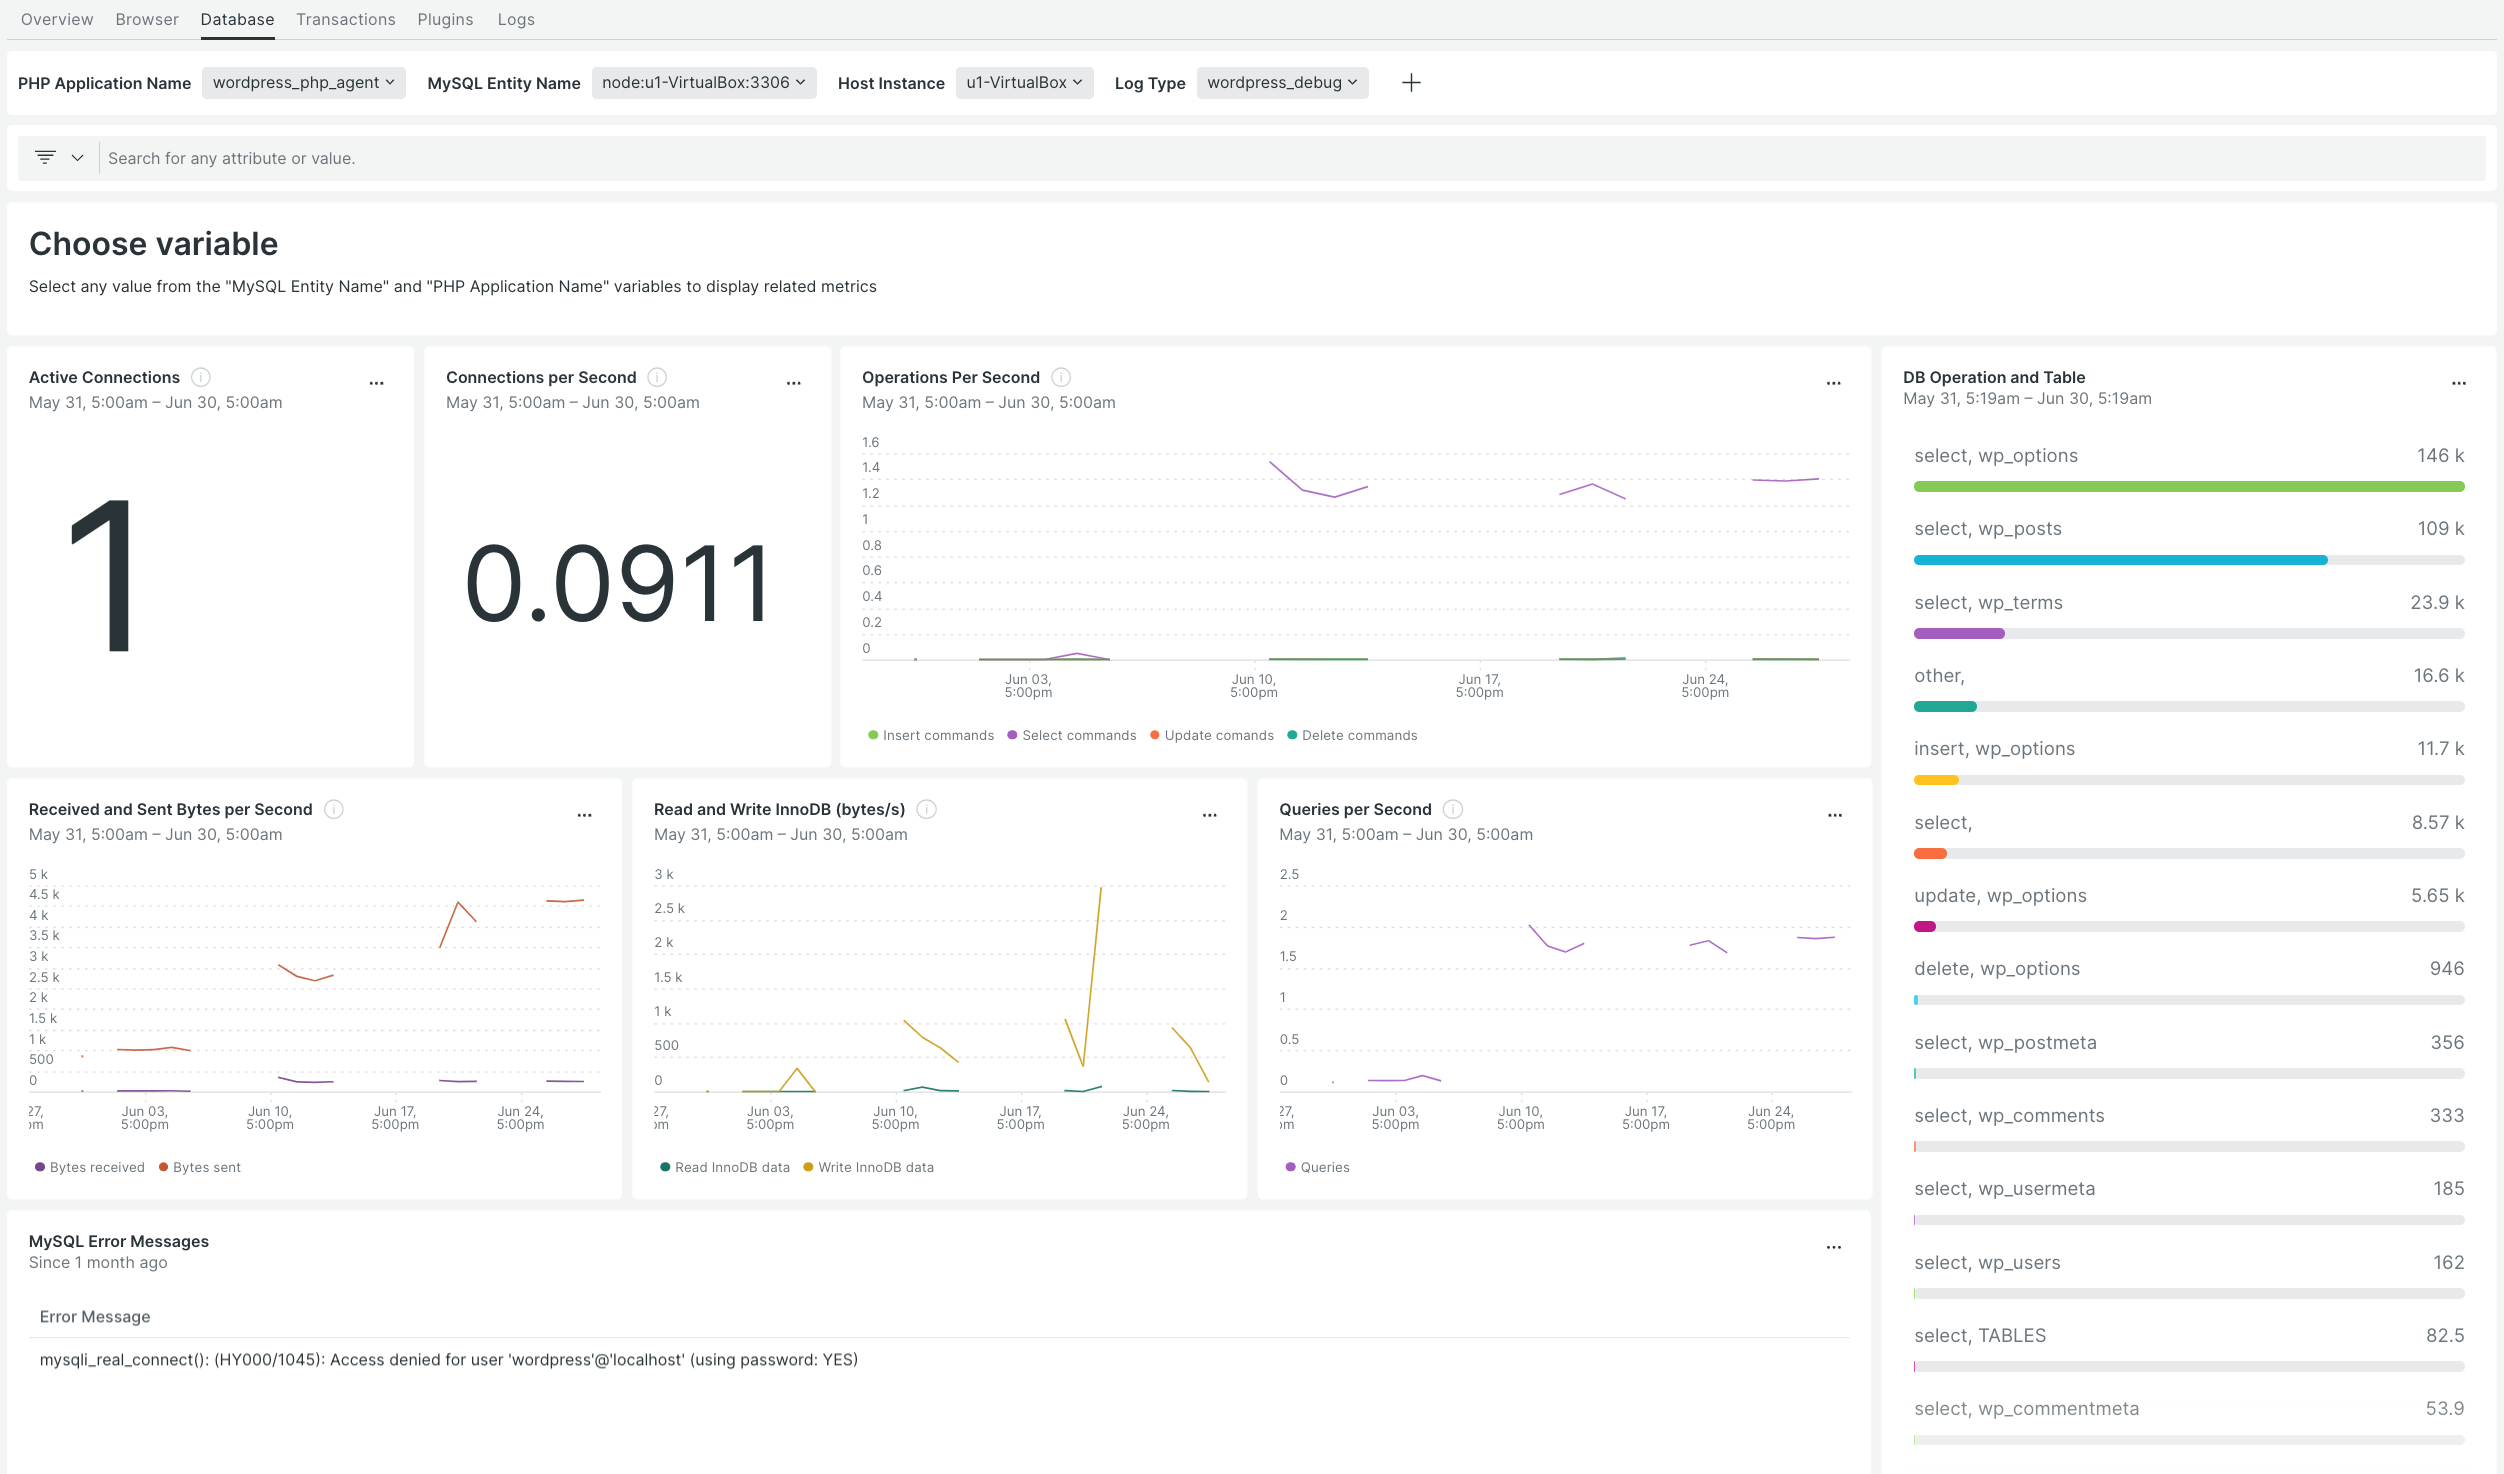 Overview Browser Database Transactions Plugins Logs
PHP Application Name wordpress_php_agent MySQL Entity Name node:u1-VirtualBox:3306 Host Instance u1-VirtualBox Log Type wordpress_debug
Search for any attribute or value.
Choose variable
Select any value from the "MySQL Entity Name" and "PHP Application Name" variables to display related metrics
Active Connections
May 31, 5:00am – Jun 30, 5:00am
1
Connections per Second
May 31, 5:00am – Jun 30, 5:00am
0.0911
Operations Per Second
May 31, 5:00am – Jun 30, 5:00am
1.6
1.4
1.2
1
0.8
0.6
0.4
0.2
0
Jun 03, Jun 10, Jun 17, Jun 24,
5:00pm 5:00pm 5:00pm 5:00pm
Insert commands Select commands Update comands Delete commands
DB Operation and Table
May 31, 5:19am – Jun 30, 5:19am
select, wp_options 146 k
select, wp_posts 109 k
select, wp_terms 23.9 k
other, 16.6 k
insert, wp_options 11.7 k
select, 8.57 k
update, wp_options 5.65 k
delete, wp_options 946
select, wp_postmeta 356
select, wp_comments 333
select, wp_usermeta 185
select, wp_users 162
select, TABLES 82.5
select, wp_commentmeta 53.9
Received and Sent Bytes per Second
May 31, 5:00am – Jun 30, 5:00am
5 k
4.5 k
4 k
3.5 k
3 k
2.5 k
2 k
1.5 k
1 k
500
0
27, Jun 03, Jun 10, Jun 17, Jun 24,
pm 5:00pm 5:00pm 5:00pm 5:00pm
Bytes received Bytes sent
Read and Write InnoDB (bytes/s)
May 31, 5:00am – Jun 30, 5:00am
3 k
2.5 k
2 k
1.5 k
1 k
500
0
27, Jun 03, Jun 10, Jun 17, Jun 24,
pm 5:00pm 5:00pm 5:00pm 5:00pm
Read InnoDB data Write InnoDB data
Queries per Second
May 31, 5:00am – Jun 30, 5:00am
2.5
2
1.5
1
0.5
0
27, Jun 03, Jun 10, Jun 17, Jun 24,
pm 5:00pm 5:00pm 5:00pm 5:00pm
Queries
MySQL Error Messages
Since 1 month ago
Error Message
mysqli_real_connect(): (HY000/1045): Access denied for user 'wordpress'@'localhost' (using password: YES)